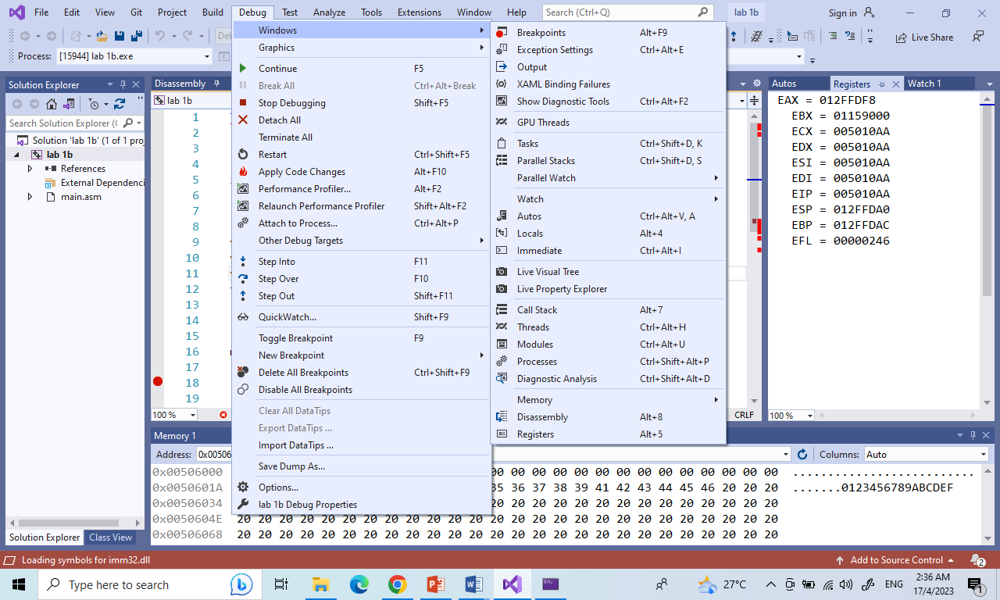 File Edit View Git Project Build Debug Test Analyze Tools Extensions Window Help Search (Ctrl+Q) lab 1b Sign in
Live Share
Process: [15944] lab 1b.exe
Solution Explorer
Search Solution Explorer (
Solution 'lab 1b' (1 of 1 proj
lab 1b
References
External Dependenci
main.asm
Solution Explorer Class View
Disassembly
lab 1b
1
2
3
4
5
6
7
8
9
10
11
12
13
14
15
16
17
18
19
100 %
Windows
Graphics
Continue F5
Break All Ctrl+Alt+Break
Stop Debugging Shift+F5
Detach All
Terminate All
Restart Ctrl+Shift+F5
Apply Code Changes Alt+F10
Performance Profiler... Alt+F2
Relaunch Performance Profiler Shift+Alt+F2
Attach to Process... Ctrl+Alt+P
Other Debug Targets
Step Into F11
Step Over F10
Step Out Shift+F11
QuickWatch... Shift+F9
Toggle Breakpoint F9
New Breakpoint
Delete All Breakpoints Ctrl+Shift+F9
Disable All Breakpoints
Clear All DataTips
Export DataTips ...
Import DataTips ...
Save Dump As...
Options...
lab 1b Debug Properties
Breakpoints Alt+F9
Exception Settings Ctrl+Alt+E
Output
XAML Binding Failures
Show Diagnostic Tools Ctrl+Alt+F2
GPU Threads
Tasks Ctrl+Shift+D, K
Parallel Stacks Ctrl+Shift+D, S
Parallel Watch
Watch
Autos Ctrl+Alt+V, A
Locals Alt+4
Immediate Ctrl+Alt+I
Live Visual Tree
Live Property Explorer
Call Stack Alt+7
Threads Ctrl+Alt+H
Modules Ctrl+Alt+U
Processes Ctrl+Shift+Alt+P
Diagnostic Analysis Ctrl+Shift+Alt+D
Memory
Disassembly Alt+8
Registers Alt+5
CRLF
Autos Registers Watch 1
EAX = 012FFDF8
EBX = 01159000
ECX = 005010AA
EDX = 005010AA
ESI = 005010AA
EDI = 005010AA
EIP = 005010AA
ESP = 012FFDA0
EBP = 012FFDAC
EFL = 00000246
100 %
Memory 1
Address: 0x00506 Columns: Auto
0x00506000 00 00 00 00 00 00 00 00 00 00 00 00 00 ..........................
0x0050601A 35 36 37 38 39 41 42 43 44 45 46 20 20 20 .......0123456789ABCDEF
0x00506034 20 20 20 20 20 20 20 20 20 20 20 20 20
0x0050604E 20 20 20 20 20 20 20 20 20 20 20 20 20 20 20 20 20 20 20 20 20 20 20 20 20 20
0x00506068 20 20 20 20 20 20 20 20 20 20 20 20 20 20 20 20 20 20 20 20 20 20 20 20 20 20
Loading symbols for imm32.dll Add to Source Control 2
Type here to search 27°C ENG 2:36 AM
17/4/2023 1